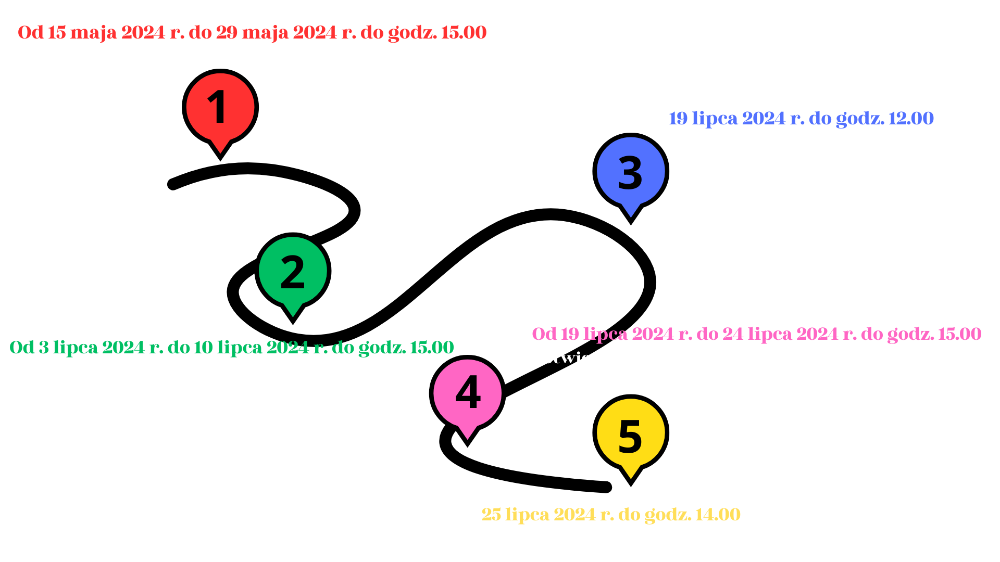 Od 15 maja 2024 r. do 29 maja 2024 r. do godz. 15.00
1
19 lipca 2024 r. do godz. 12.00
3
2
Od 3 lipca 2024 r. do 10 lipca 2024 r. do godz. 15.00
Od 19 lipca 2024 r. do 24 lipca 2024 r. do godz. 15.00
4
5
25 lipca 2024 r. do godz. 14.00